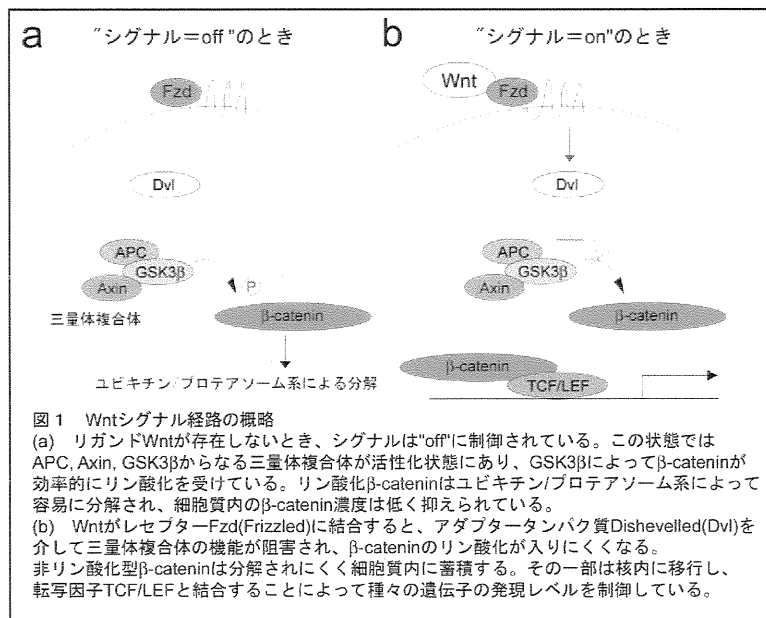 a "シグナル＝off"のとき
Fzd
Dvl
APC
GSK3β
Axin
P
三量体複合体
β-catenin
ユビキチン/プロテアソーム系による分解
b "シグナル＝on"のとき
Wnt
Fzd
Dvl
APC
GSK3β
Axin
β-catenin
β-catenin
TCF/LEF
図１　Wntシグナル経路の概略
(a)　リガンドWntが存在しないとき、シグナルは"off"に制御されている。この状態では
APC, Axin, GSK3βからなる三量体複合体が活性化状態にあり、GSK3βによってβ-cateninが
効率的にリン酸化を受けている。リン酸化β-cateninはユビキチン/プロテアソーム系によって
容易に分解され、細胞質内のβ-catenin濃度は低く抑えられている。
(b)　WntがレセプターFzd(Frizzled)に結合すると、アダプタータンパク質Dishevelled(Dvl)を
介して三量体複合体の機能が阻害され、β-cateninのリン酸化が入りにくくなる。
非リン酸化型β-cateninは分解されにくく細胞質内に蓄積する。その一部は核内に移行し、
転写因子TCF/LEFと結合することによって種々の遺伝子の発現レベルを制御している。